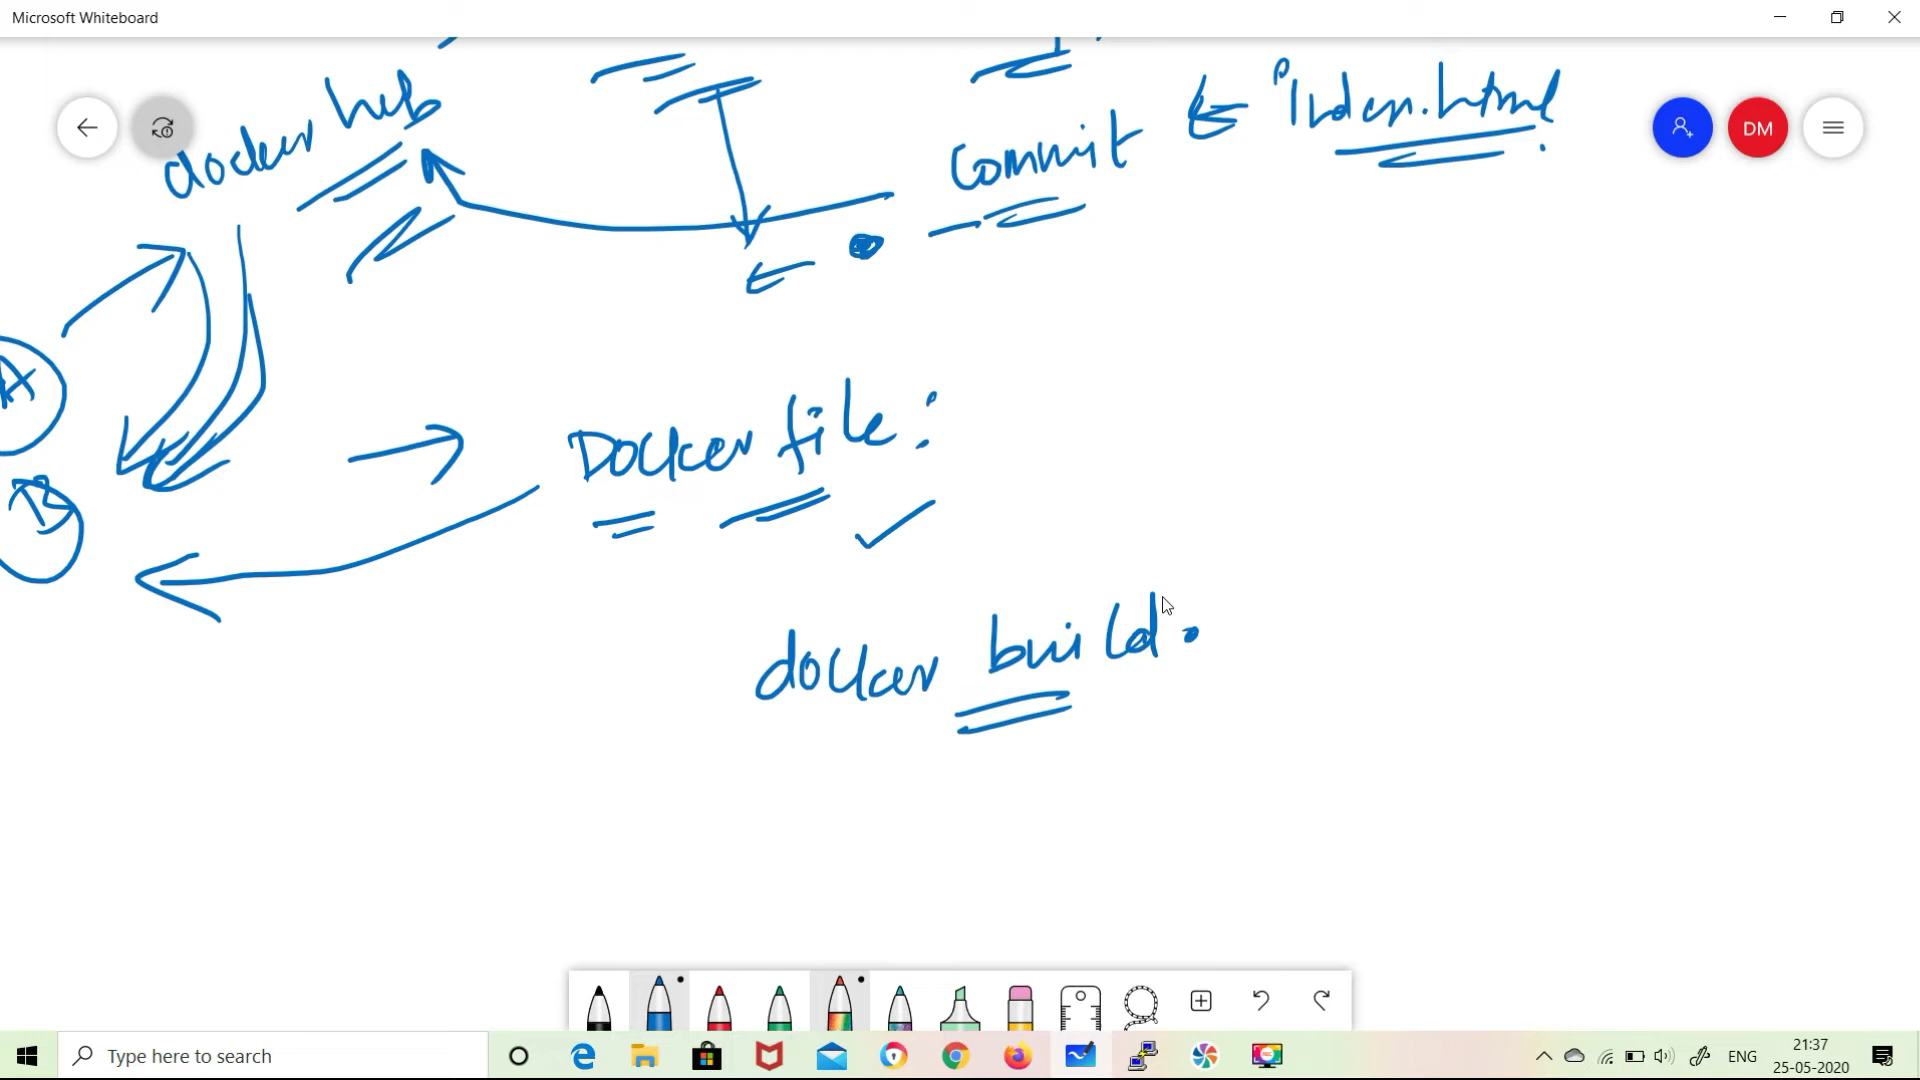 Microsoft Whiteboard
docker hub
Commit
Index.html
DM
A
B
Docker file:
docker build.
Type here to search
ENG
21:37
25-05-2020